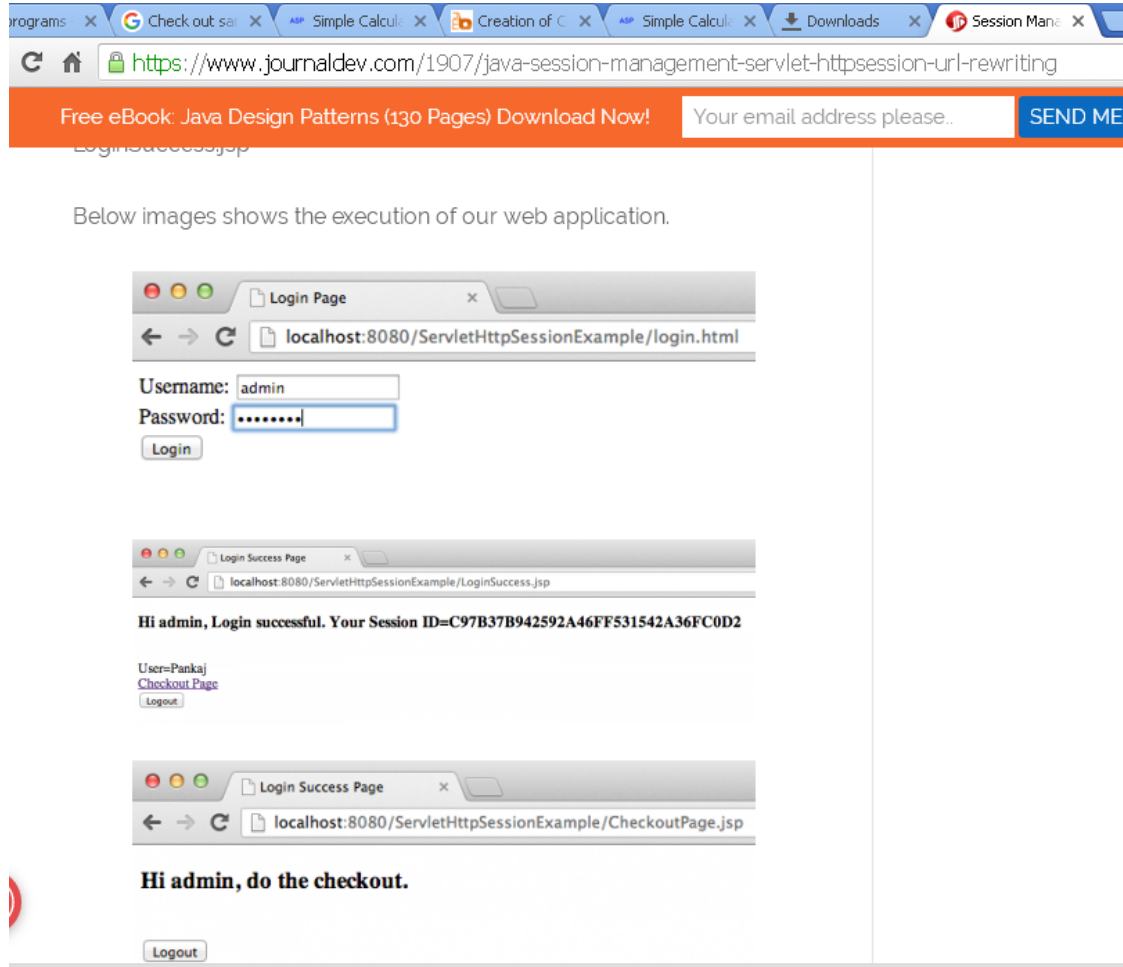 rograms
Check out sa
ASP Simple Calcula
Creation of C
ASP Simple Calcula
Downloads
Session Mana
https://www.journaldev.com/1907/java-session-management-servlet-httpsession-url-rewriting
Free eBook: Java Design Patterns (130 Pages) Download Now! Your email address please.. SEND ME
LoginSuccess.jsp
Below images shows the execution of our web application.
Login Page
localhost:8080/ServletHttpSessionExample/login.html
Username: admin
Password: ••••••••
Login
Login Success Page
localhost:8080/ServletHttpSessionExample/LoginSuccess.jsp
Hi admin, Login successful. Your Session ID=C97B37B942592A46FF531542A36FC0D2
User=Pankaj
Checkout Page
Logout
Login Success Page
localhost:8080/ServletHttpSessionExample/CheckoutPage.jsp
Hi admin, do the checkout.
Logout